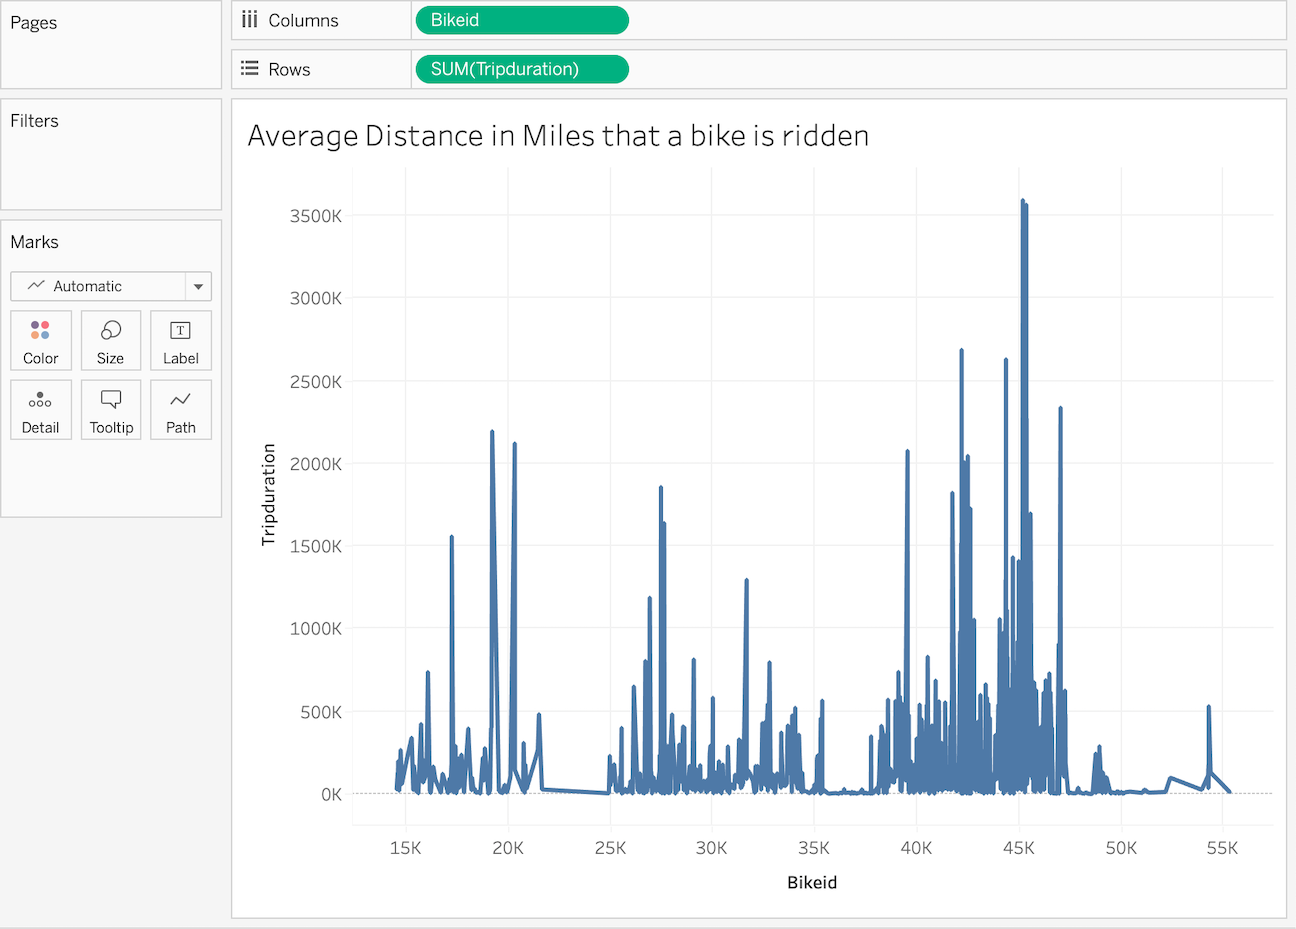 Pages
Columns
Bikeid
Rows
SUM(Tripduration)
Filters
Marks
Automatic
Color
Size
Label
Detail
Tooltip
Path
Average Distance in Miles that a bike is ridden
Tripduration
3500K
3000K
2500K
2000K
1500K
1000K
500K
0K
15K
20K
25K
30K
35K
40K
45K
50K
55K
Bikeid